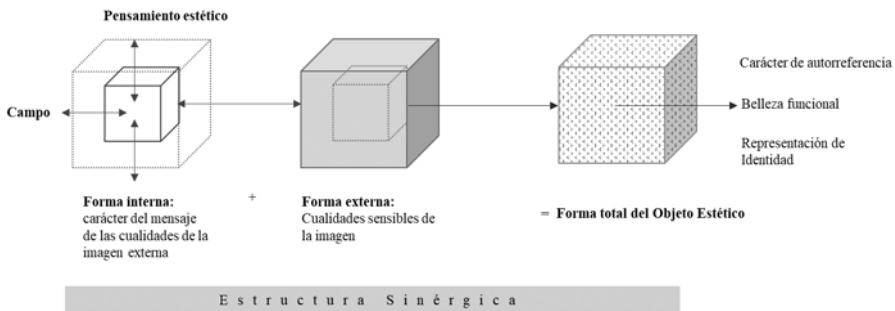 Pensamiento estético
Campo
Forma interna:
carácter del mensaje
de las cualidades de la
imagen externa
+
Forma externa:
Cualidades sensibles de
la imagen
= Forma total del Objeto Estético
Carácter de autorreferencia
Belleza funcional
Representación de
Identidad
Estructura Sinérgica